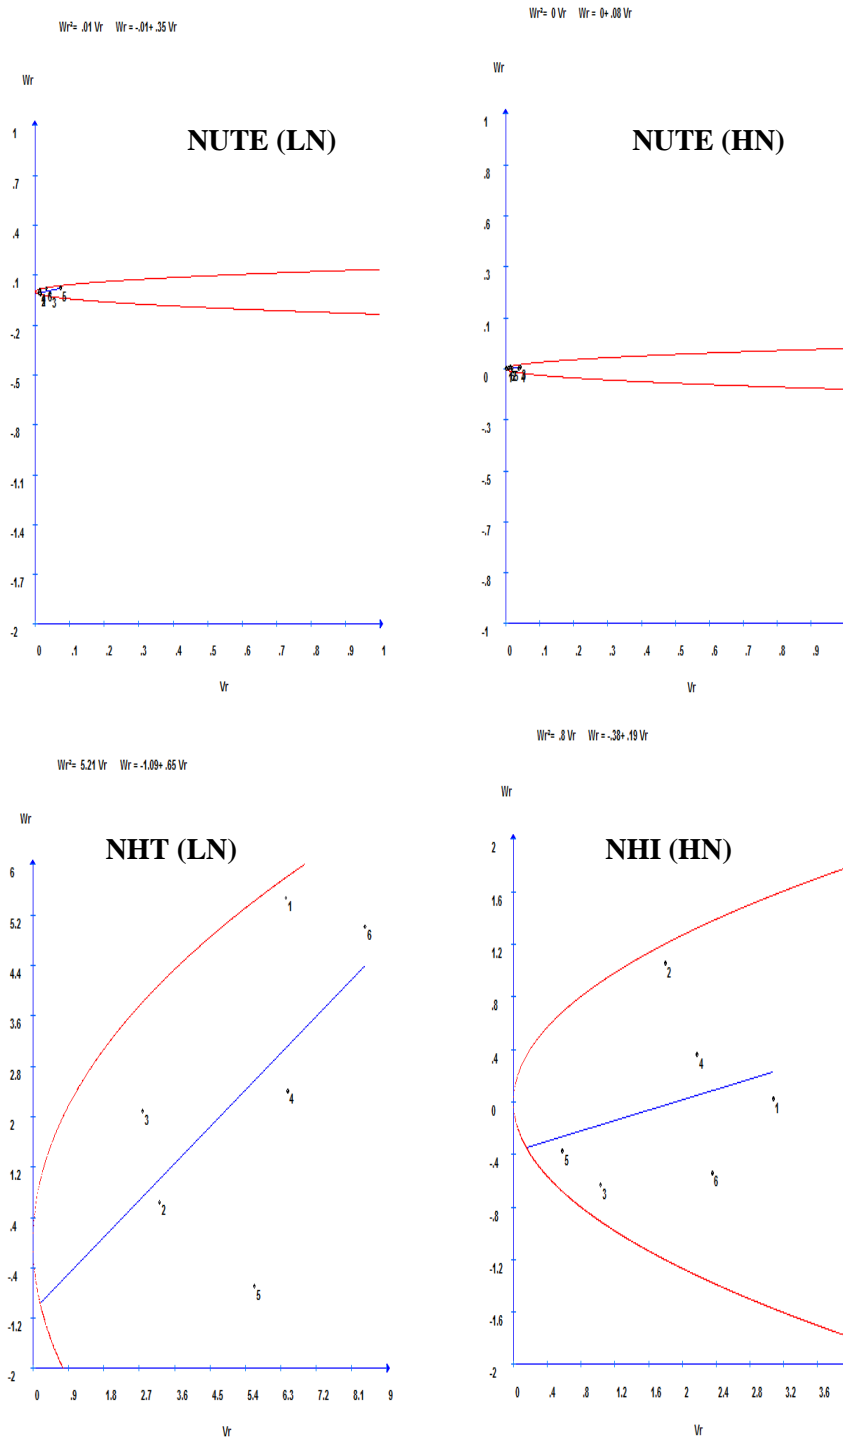 Wr²= .01 Vr Wr = -.01+ .35 Vr
Wr
NUTE (LN)
1
.7
.4
.1
-.2
-.5
-.8
-1.1
-1.4
-1.7
-2
6 5
3
0 .1 .2 .3 .4 .5 .6 .7 .8 .9 1
Vr
Wr²= 0 Vr Wr = 0+ .08 Vr
Wr
NUTE (HN)
1
.8
.6
.3
.1
0
-.3
-.5
-.7
-.8
-1
0 .1 .2 .3 .4 .5 .6 .7 .8 .9
Vr
Wr²= 5.21 Vr Wr = -1.09+ .65 Vr
Wr
NHT (LN)
6
5.2
4.4
3.6
2.8
2
1.2
.4
-.4
-1.2
-2
1
6
4
3
2
5
0 .9 1.8 2.7 3.6 4.5 5.4 6.3 7.2 8.1 9
Vr
Wr²= .8 Vr Wr = -.38+ .19 Vr
Wr
NHI (HN)
2
1.6
1.2
.8
.4
0
-.4
-.8
-1.2
-1.6
-2
2
4
1
5
6
3
0 .4 .8 1.2 1.6 2 2.4 2.8 3.2 3.6
Vr